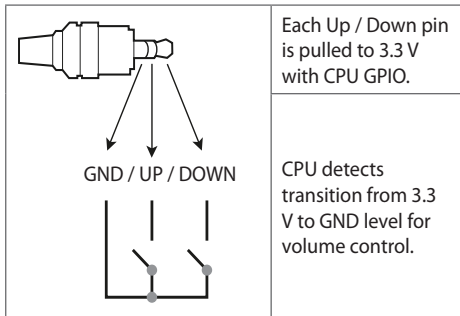 Each Up / Down pin
is pulled to 3.3 V
with CPU GPIO.
GND / UP / DOWN
CPU detects
transition from 3.3
V to GND level for
volume control.